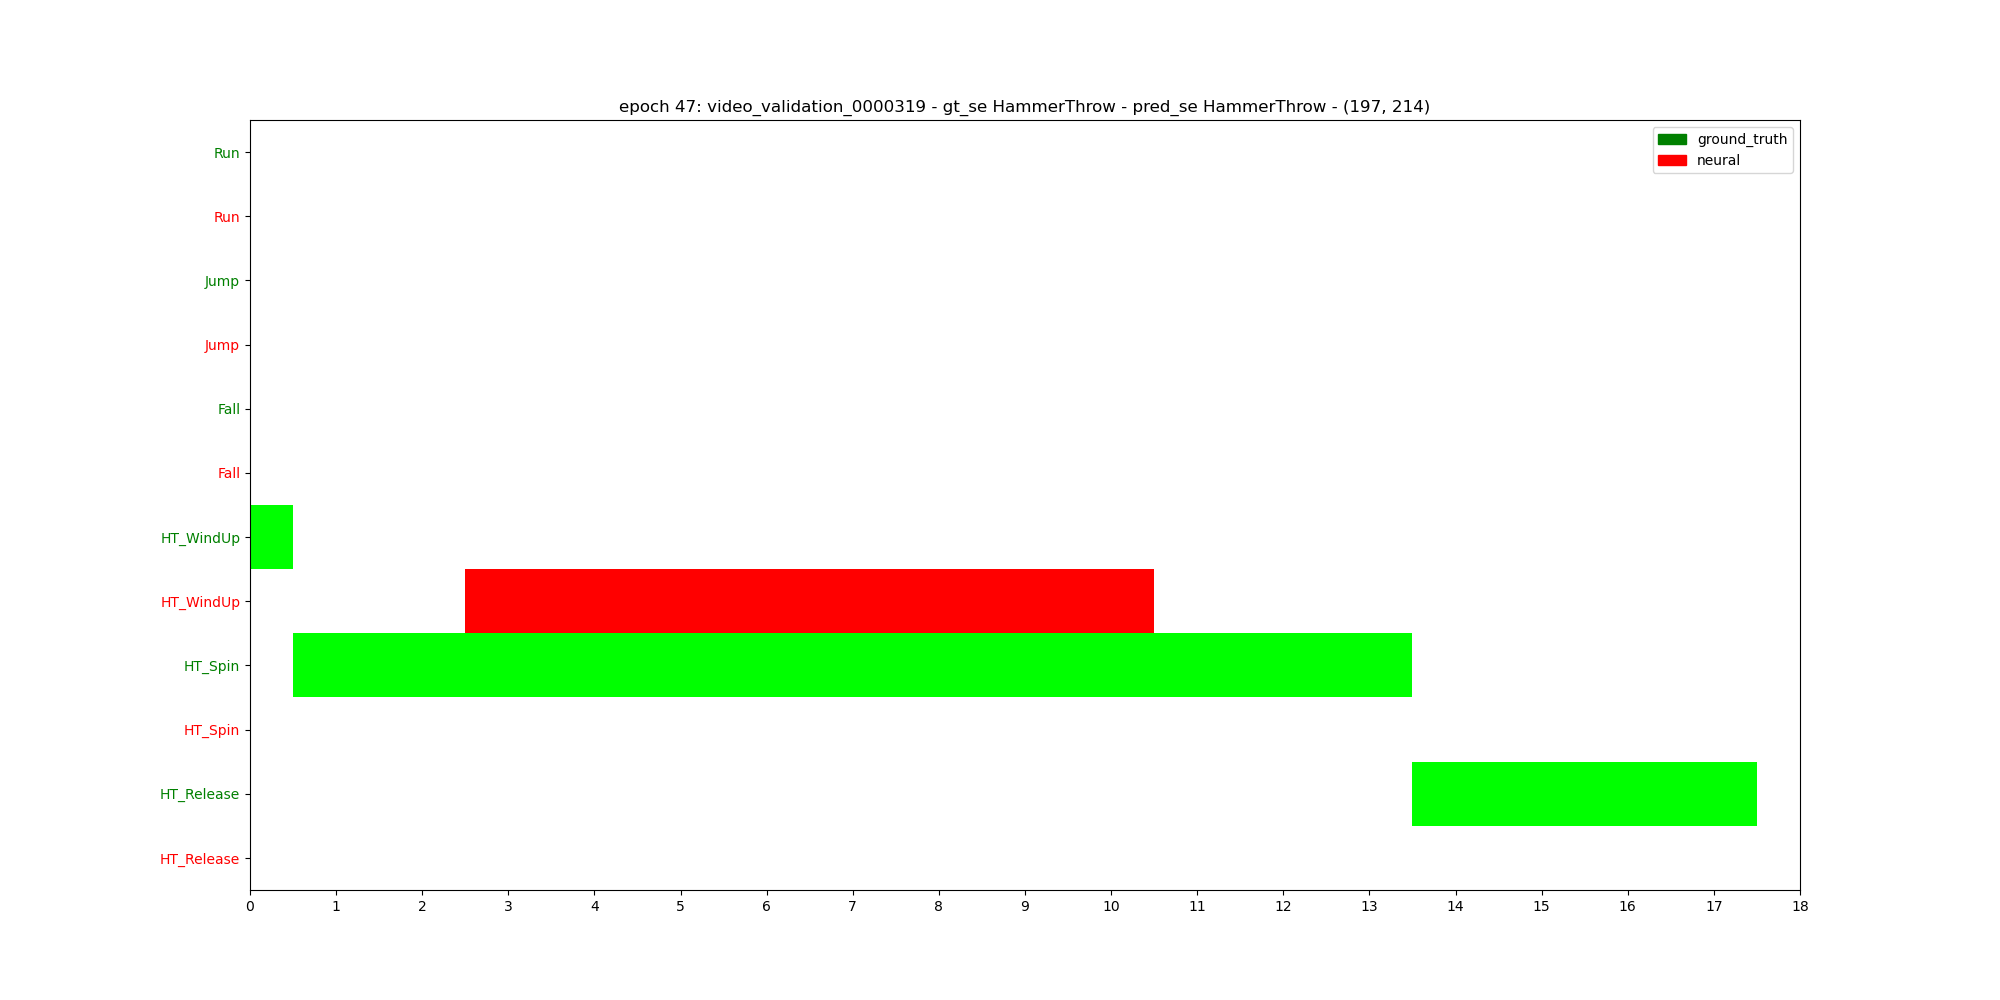 epoch 47: video_validation_0000319 - gt_se HammerThrow - pred_se HammerThrow - (197, 214)
ground_truth
neural
Run
Run
Jump
Jump
Fall
Fall
HT_WindUp
HT_WindUp
HT_Spin
HT_Spin
HT_Release
HT_Release
0 1 2 3 4 5 6 7 8 9 10 11 12 13 14 15 16 17 18